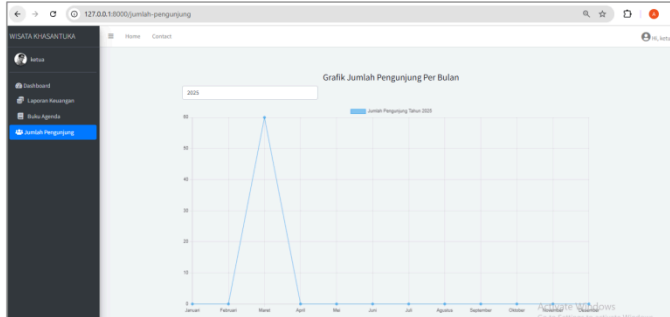 127.0.0.1:8000/jumlah-pengunjung
WISATA KHASANTUKA
Home Contact
Hi, ketua
ketua
Dashboard
Laporan Keuangan
Buku Agenda
Jumlah Pengunjung
Grafik Jumlah Pengunjung Per Bulan
2025
Jumlah Pengunjung Tahun 2025
60
50
40
30
20
10
0
Januari Februari Maret April Mei Juni Juli Agustus September Oktober November Desember
Activate Windows